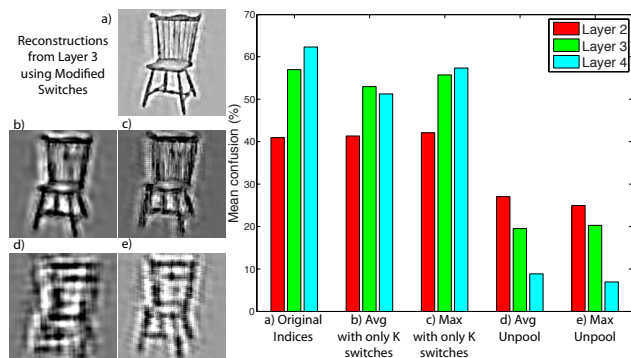 a)
Reconstructions
from Layer 3
using Modified
Switches
b)
c)
d)
e)
Mean confusion (%)
70
60
50
40
30
20
10
0
Layer 2
Layer 3
Layer 4
a) Original
Indices
b) Avg
with only K
switches
c) Max
with only K
switches
d) Avg
Unpool
e) Max
Unpool